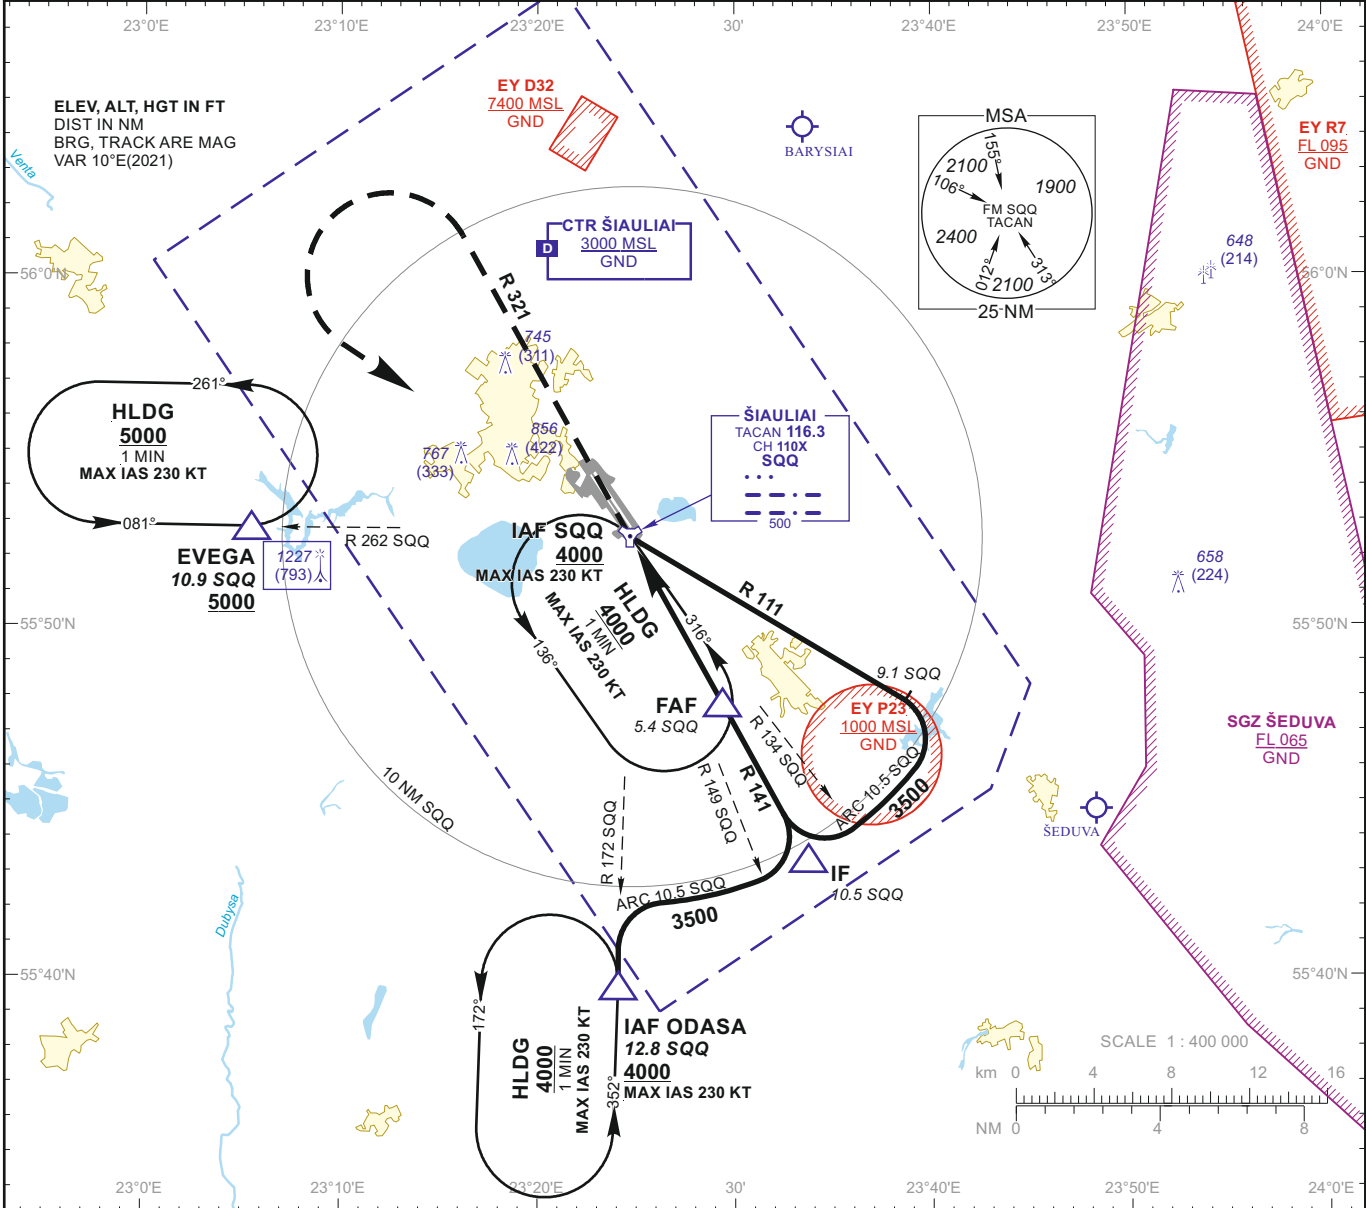 23°0'E
23°10'E
23°20'E
30'
23°40'E
23°50'E
24°0'E
ELEV, ALT, HGT IN FT
DIST IN NM
BRG, TRACK ARE MAG
VAR 10°E(2021)
Venta
EY D32
7400 MSL
GND
BARYSIAI
MSA
155°
2100
106°
1900
FM SQQ
TACAN
2400
012°
313°
2100
25 NM
EY R7
FL 095
GND
648
(214)
56°0'N
56°0'N
D
CTR ŠIAULIAI
3000 MSL
GND
R 321
745
(311)
261°
HLDG
5000
1 MIN
MAX IAS 230 KT
081°
856
(422)
767
(333)
ŠIAULIAI
TACAN 116.3
CH 110X
SQQ
500
R 262 SQQ
EVEGA
10.9 SQQ
5000
1227
(793)
IAF SQQ
4000
MAX IAS 230 KT
HLDG
4000
1 MIN
MAX IAS 230 KT
136°
316°
R 111
658
(224)
55°50'N
55°50'N
9.1 SQQ
FAF
5.4 SQQ
EY P23
1000 MSL
GND
R 134 SQQ
R 149 SQQ
R 141
R 172 SQQ
ARC 10.5 SQQ
3500
SGZ ŠEDUVA
FL 065
GND
10 NM SQQ
ŠEDUVA
IF
10.5 SQQ
ARC 10.5 SQQ
3500
Dubysa
55°40'N
55°40'N
172°
HLDG
4000
1 MIN
MAX IAS 230 KT
352°
IAF ODASA
12.8 SQQ
4000
MAX IAS 230 KT
SCALE 1 : 400 000
km 0 4 8 12 16
NM 0 4 8
23°0'E
23°10'E
23°20'E
30'
23°40'E
23°50'E
24°0'E